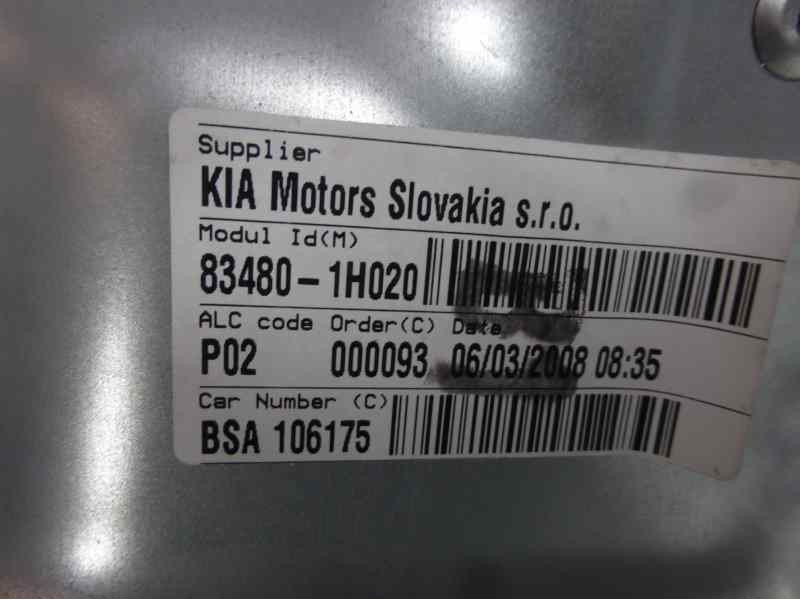 Supplier
KIA Motors Slovakia s.r.o.
Modul Id(M)
83480-1H020
ALC code Order(C) Date
P02 000093 06/03/2008 08:35
Car Number (C)
BSA 106175